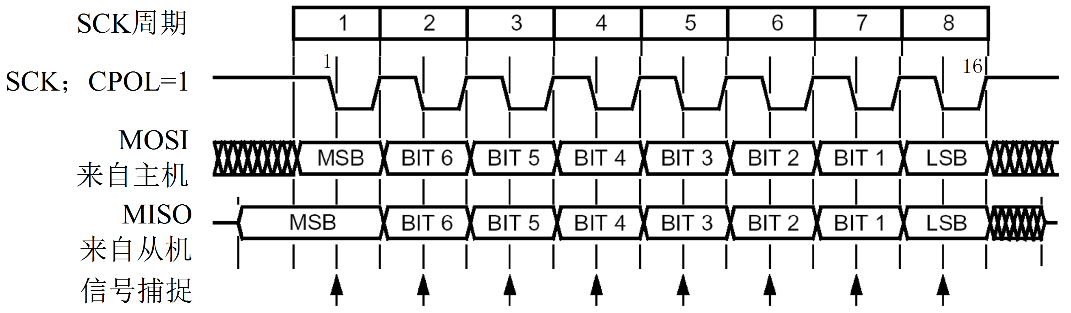 SCK周期 1 2 3 4 5 6 7 8
SCK；CPOL=1 1 16
MOSI
来自主机
MSB BIT 6 BIT 5 BIT 4 BIT 3 BIT 2 BIT 1 LSB
MISO
来自从机
MSB BIT 6 BIT 5 BIT 4 BIT 3 BIT 2 BIT 1 LSB
信号捕捉